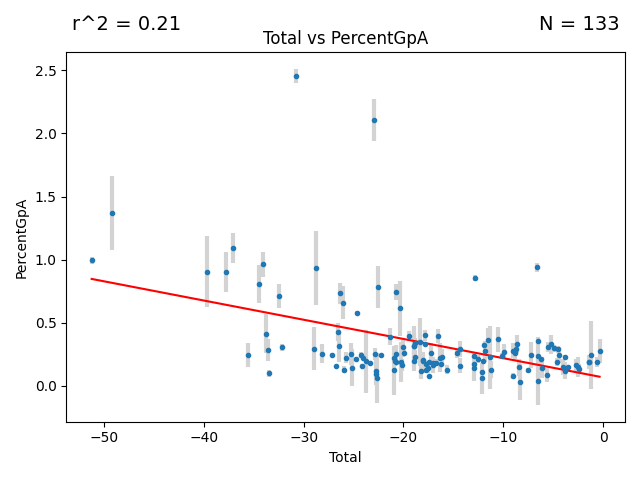 r^2 = 0.21
N = 133
Total vs PercentGpA
2.5
2.0
1.5
1.0
0.5
0.0
PercentGpA
−50
−40
−30
−20
−10
0
Total